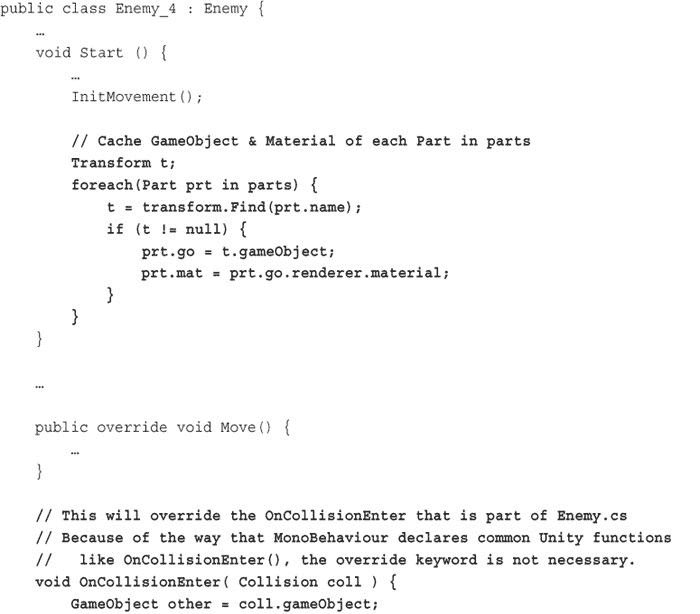 public class Enemy_4 : Enemy {
…
void Start () {
…
InitMovement();
// Cache GameObject & Material of each Part in parts
Transform t;
foreach(Part prt in parts) {
t = transform.Find(prt.name);
if (t != null) {
prt.go = t.gameObject;
prt.mat = prt.go.renderer.material;
}
}
}
…
public override void Move() {
…
}
// This will override the OnCollisionEnter that is part of Enemy.cs
// Because of the way that MonoBehaviour declares common Unity functions
//   like OnCollisionEnter(), the override keyword is not necessary.
void OnCollisionEnter( Collision coll ) {
GameObject other = coll.gameObject;